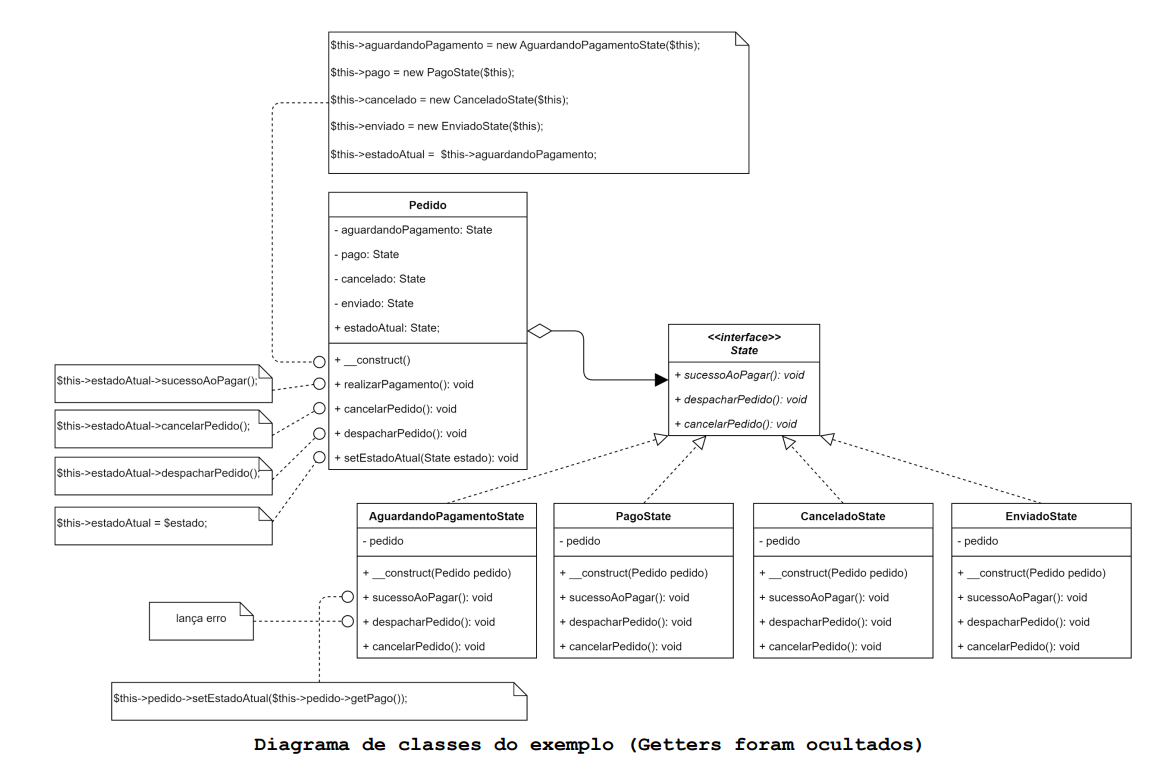 $this->aguardandoPagamento = new AguardandoPagamentoState($this);
$this->pago = new PagoState($this);
$this->cancelado = new CanceladoState($this);
$this->enviado = new EnviadoState($this);
$this->estadoAtual =  $this->aguardandoPagamento;
Pedido
- aguardandoPagamento: State
- pago: State
- cancelado: State
- enviado: State
+ estadoAtual: State;
+ __construct()
+ realizarPagamento(): void
+ cancelarPedido(): void
+ despacharPedido(): void
+ setEstadoAtual(State estado): void
$this->estadoAtual->sucessoAoPagar();
$this->estadoAtual->cancelarPedido();
$this->estadoAtual->despacharPedido();
$this->estadoAtual = $estado;
<<interface>>
State
+ sucessoAoPagar(): void
+ despacharPedido(): void
+ cancelarPedido(): void
AguardandoPagamentoState
- pedido
+ __construct(Pedido pedido)
+ sucessoAoPagar(): void
+ despacharPedido(): void
+ cancelarPedido(): void
PagoState
- pedido
+ __construct(Pedido pedido)
+ sucessoAoPagar(): void
+ despacharPedido(): void
+ cancelarPedido(): void
CanceladoState
- pedido
+ __construct(Pedido pedido)
+ sucessoAoPagar(): void
+ despacharPedido(): void
+ cancelarPedido(): void
EnviadoState
- pedido
+ __construct(Pedido pedido)
+ sucessoAoPagar(): void
+ despacharPedido(): void
+ cancelarPedido(): void
lança erro
$this->pedido->setEstadoAtual($this->pedido->getPago());
Diagrama de classes do exemplo (Getters foram ocultados)